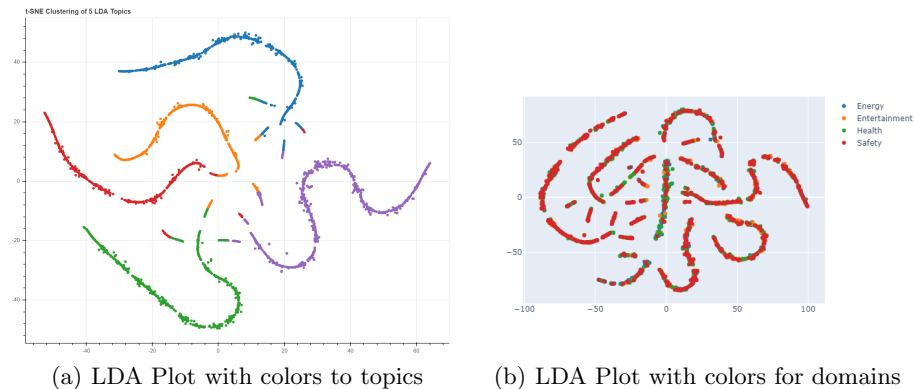 t-SNE Clustering of 5 LDA Topics
40
20
0
-20
-40
-40
-20
0
20
40
60
(a) LDA Plot with colors to topics
Energy
Entertainment
Health
Safety
50
0
−50
−100
−50
0
50
100
(b) LDA Plot with colors for domains